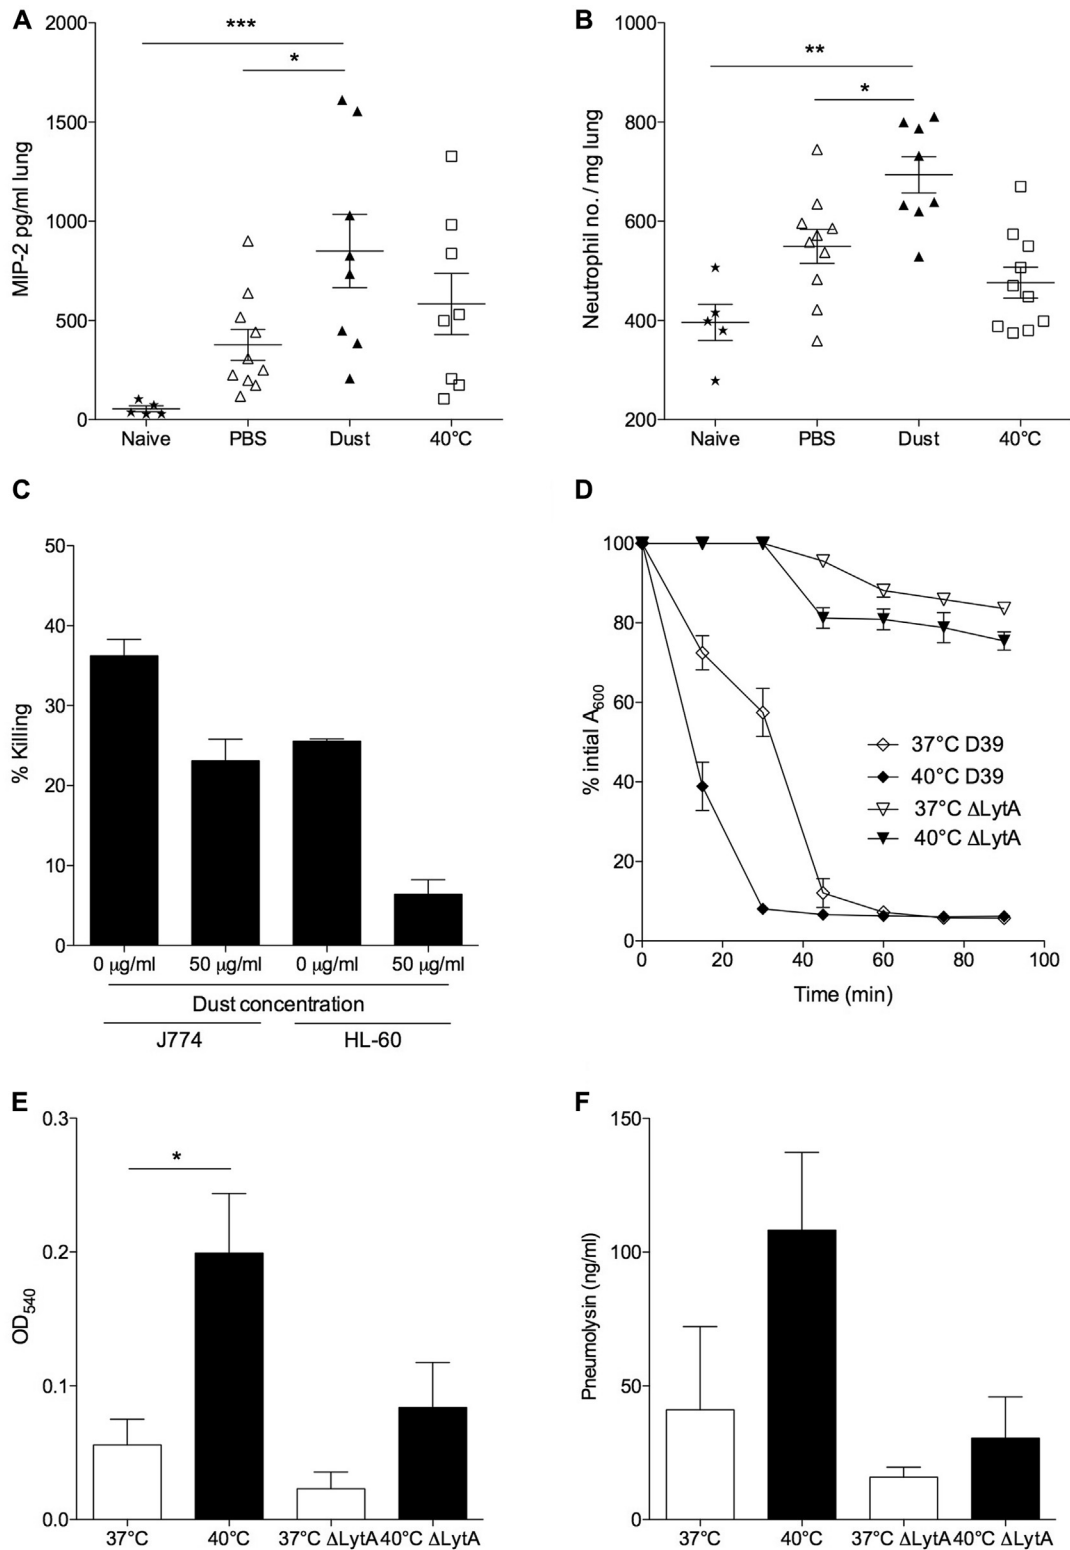 A
2000
1500
1000
500
0
MIP-2 pg/ml lung
***
*
Naive PBS Dust 40°C
B
1000
800
600
400
200
Neutrophil no. / mg lung
**
*
Naive PBS Dust 40°C
C
50
40
30
20
10
0
% Killing
0 µg/ml 50 µg/ml 0 µg/ml 50 µg/ml
Dust concentration
J774 HL-60
D
100
80
60
40
20
0
% intial A600
37°C D39
40°C D39
37°C ΔLytA
40°C ΔLytA
0 20 40 60 80 100
Time (min)
E
0.3
0.2
0.1
0.0
OD540
*
37°C 40°C 37°C ΔLytA 40°C ΔLytA
F
150
100
50
0
Pneumolysin (ng/ml)
37°C 40°C 37°C ΔLytA 40°C ΔLytA